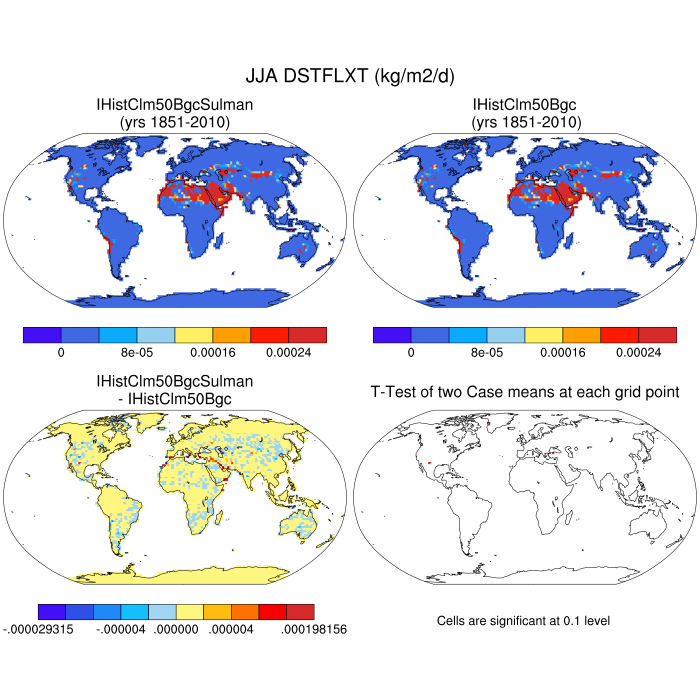 JJA DSTFLXT (kg/m2/d)
IHistClm50BgcSulman
(yrs 1851-2010)
IHistClm50Bgc
(yrs 1851-2010)
0 8e-05 0.00016 0.00024
0 8e-05 0.00016 0.00024
IHistClm50BgcSulman
- IHistClm50Bgc
T-Test of two Case means at each grid point
-.000029315 -.000004 .000000 .000004 .000198156
Cells are significant at 0.1 level